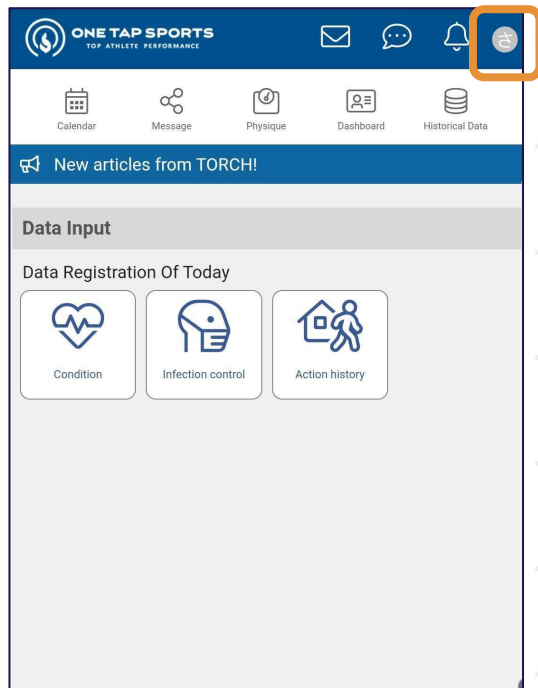 ONE TAP SPORTS
TOP ATHLETE PERFORMANCE
さ
Calendar
Message
Physique
Dashboard
Historical Data
New articles from TORCH!
Data Input
Data Registration Of Today
Condition
Infection control
Action history